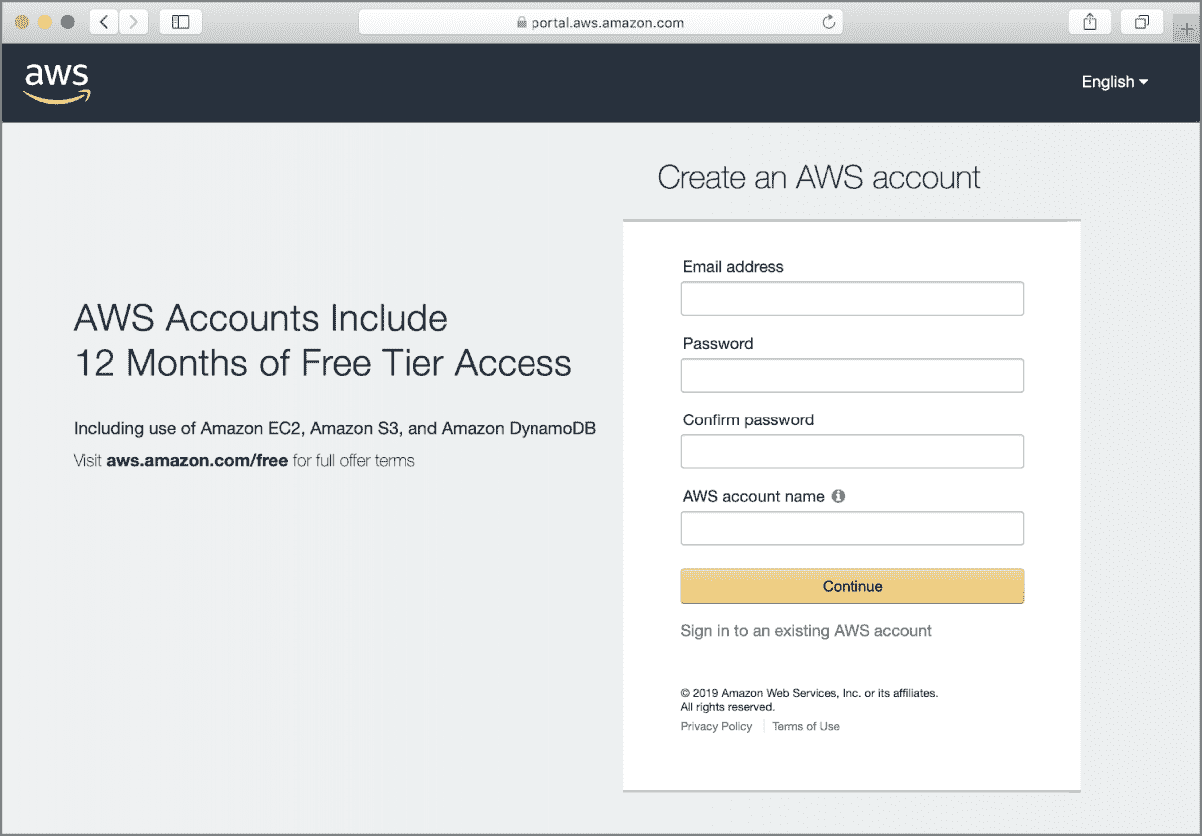 portal.aws.amazon.com
aws
English
Create an AWS account
AWS Accounts Include
12 Months of Free Tier Access
Including use of Amazon EC2, Amazon S3, and Amazon DynamoDB
Visit aws.amazon.com/free for full offer terms
Email address
Password
Confirm password
AWS account name
Continue
Sign in to an existing AWS account
© 2019 Amazon Web Services, Inc. or its affiliates.
All rights reserved.
Privacy Policy | Terms of Use